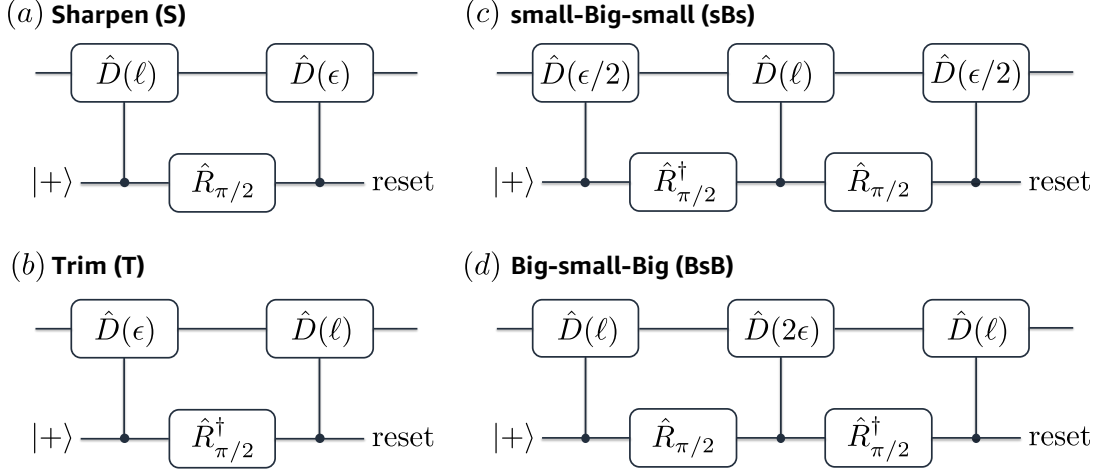 (a) Sharpen (S)
D̂(ℓ) D̂(ϵ)
|+⟩ R̂_{π/2} reset
(c) small-Big-small (sBs)
D̂(ϵ/2) D̂(ℓ) D̂(ϵ/2)
|+⟩ R̂†_{π/2} R̂_{π/2} reset
(b) Trim (T)
D̂(ϵ) D̂(ℓ)
|+⟩ R̂†_{π/2} reset
(d) Big-small-Big (BsB)
D̂(ℓ) D̂(2ϵ) D̂(ℓ)
|+⟩ R̂_{π/2} R̂†_{π/2} reset